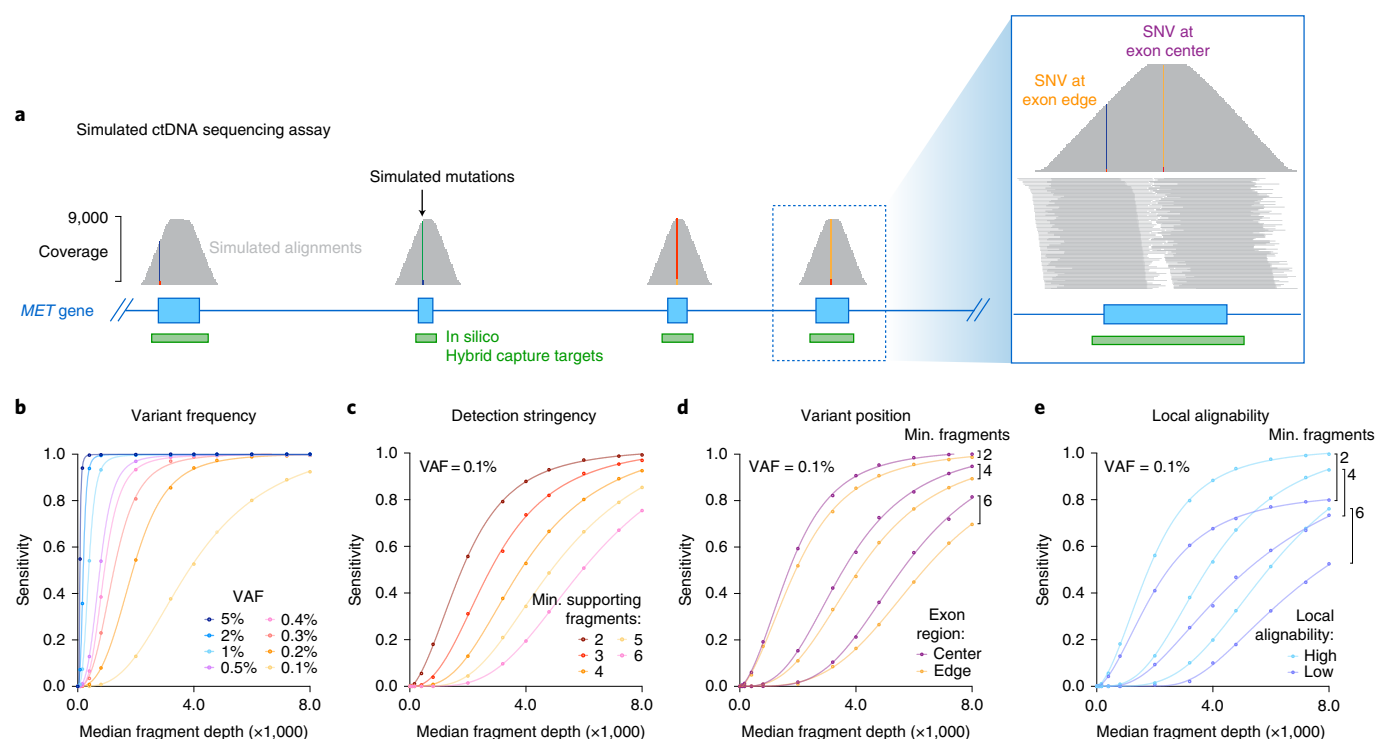 a
Simulated ctDNA sequencing assay
9,000
Coverage
Simulated mutations
Simulated alignments
MET gene
In silico
Hybrid capture targets
SNV at
exon center
SNV at
exon edge
b
Variant frequency
1.0
0.8
0.6
0.4
0.2
0.0
Sensitivity
VAF
5% 0.4%
2% 0.3%
1% 0.2%
0.5% 0.1%
0.0 4.0 8.0
Median fragment depth (×1,000)
c
Detection stringency
VAF = 0.1%
1.0
0.8
0.6
0.4
0.2
0.0
Sensitivity
Min. supporting
fragments:
2 5
3 6
4
0.0 4.0 8.0
Median fragment depth (×1,000)
d
Variant position
Min. fragments
VAF = 0.1%
2
4
6
1.0
0.8
0.6
0.4
0.2
0.0
Sensitivity
Exon
region:
Center
Edge
0.0 4.0 8.0
Median fragment depth (×1,000)
e
Local alignability
Min. fragments
VAF = 0.1%
2
4
6
1.0
0.8
0.6
0.4
0.2
0.0
Sensitivity
Local
alignability:
High
Low
0.0 4.0 8.0
Median fragment depth (×1,000)